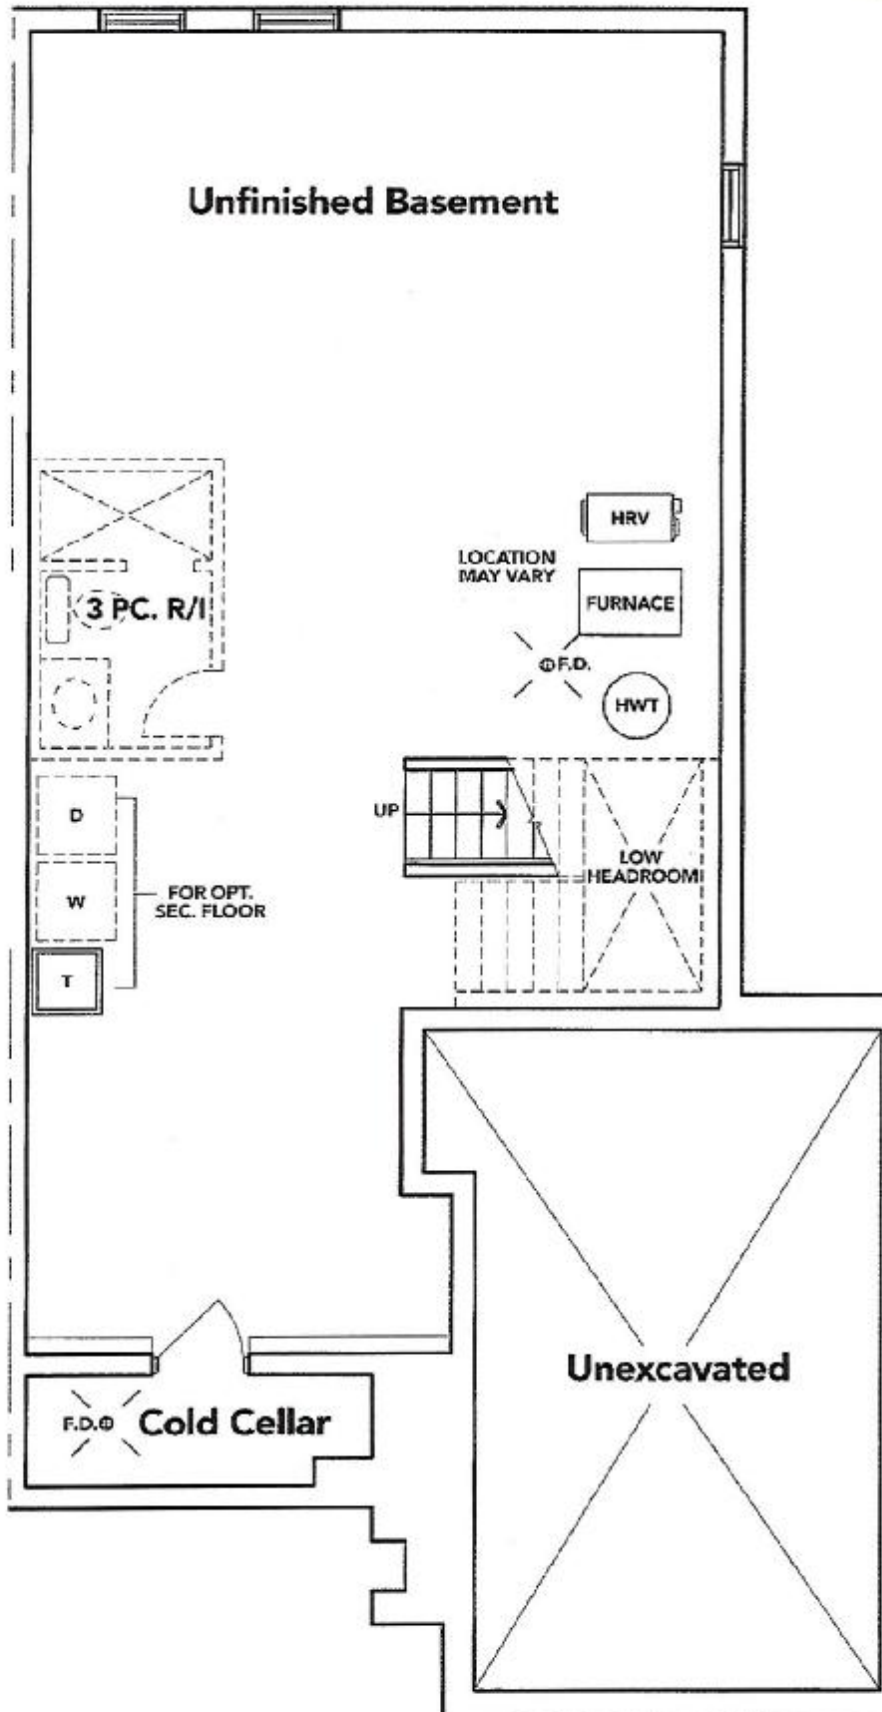 Unfinished Basement
HRV
LOCATION
MAY VARY
FURNACE
3 PC. R/I
F.D.
HWT
UP
D
LOW
HEADROOM
W
FOR OPT.
SEC. FLOOR
T
Unexcavated
F.D.
Cold Cellar